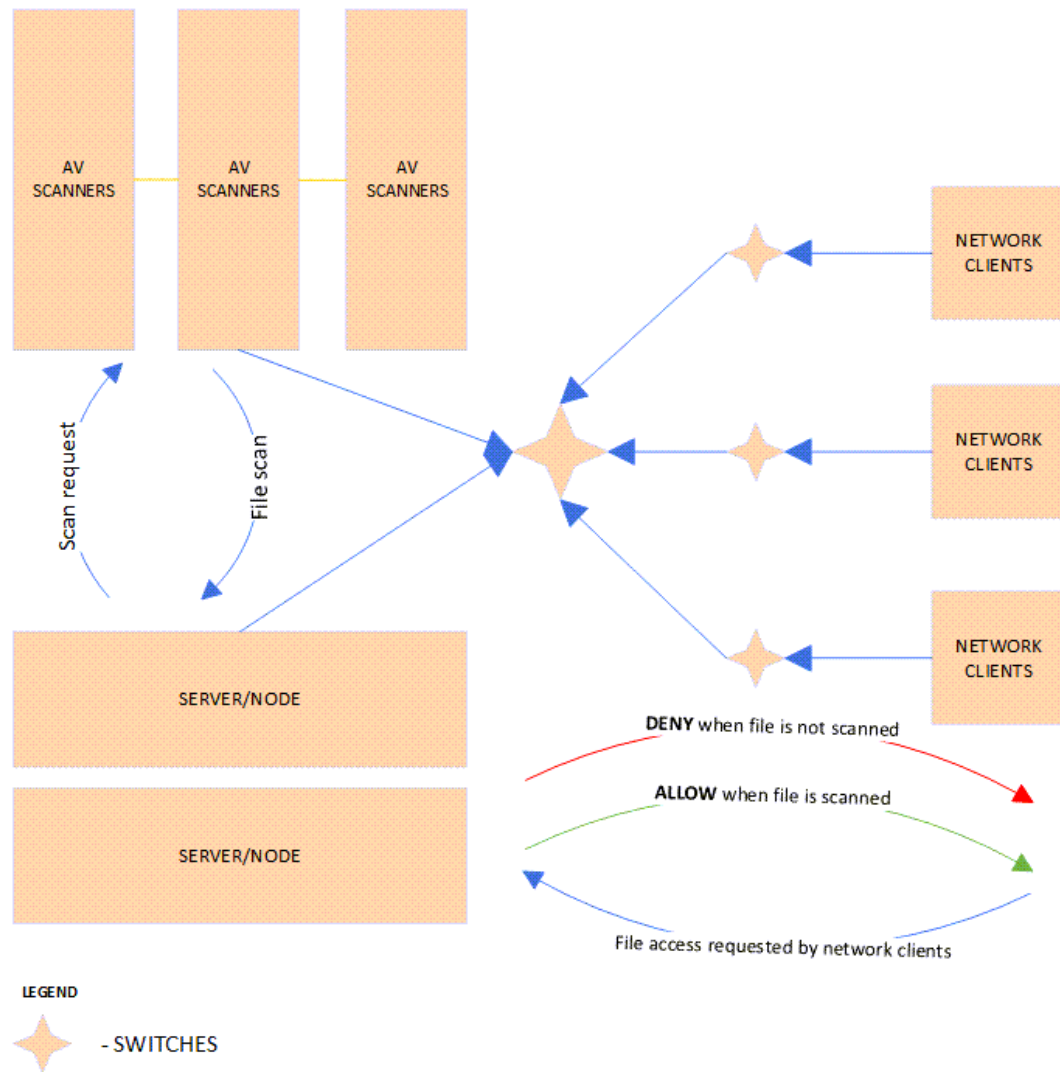 AV
SCANNERS
AV
SCANNERS
AV
SCANNERS
NETWORK
CLIENTS
NETWORK
CLIENTS
NETWORK
CLIENTS
Scan request
File scan
SERVER/NODE
SERVER/NODE
DENY when file is not scanned
ALLOW when file is scanned
File access requested by network clients
LEGEND
- SWITCHES